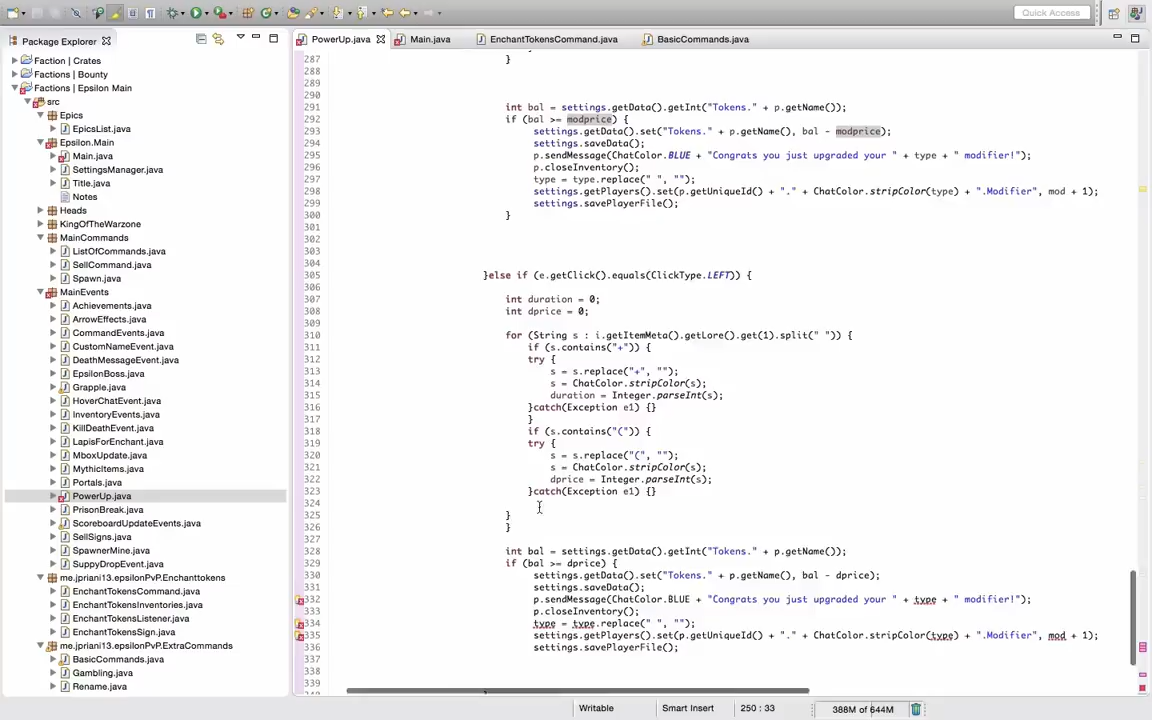 Quick Access
Package Explorer
PowerUp.java
Main.java
EnchantTokensCommand.java
BasicCommands.java
Faction | Crates
Factions | Bounty
Factions | Epsilon Main
src
Epics
EpicsList.java
Epsilon.Main
Main.java
SettingsManager.java
Title.java
Notes
Heads
KingOfTheWarzone
MainCommands
ListOfCommands.java
SellCommand.java
Spawn.java
MainEvents
Achievements.java
ArrowEffects.java
CommandEvents.java
CustomNameEvent.java
DeathMessageEvent.java
EpsilonBoss.java
Grapple.java
HoverChatEvent.java
InventoryEvents.java
KillDeathEvent.java
LapisForEnchant.java
MboxUpdate.java
MythicItems.java
Portals.java
PowerUp.java
PrisonBreak.java
ScoreboardUpdateEvents.java
SellSigns.java
SpawnerMine.java
SuppyDropEvent.java
me.jpriani13.epsilonPvP.Enchanttokens
EnchantTokensCommand.java
EnchantTokensInventories.java
EnchantTokensListener.java
EnchantTokensSign.java
me.jpriani13.epsilonPvP.ExtraCommands
BasicCommands.java
Gambling.java
Rename.java
287 }
288
289
290
291 int bal = settings.getData().getInt("Tokens." + p.getName());
292 if (bal >= modprice) {
293 settings.getData().set("Tokens." + p.getName(), bal - modprice);
294 settings.saveData();
295 p.sendMessage(ChatColor.BLUE + "Congrats you just upgraded your " + type + " modifier!");
296 p.closeInventory();
297 type = type.replace(" ", "");
298 settings.getPlayers().set(p.getUniqueId() + "." + ChatColor.stripColor(type) + ".Modifier", mod + 1);
299 settings.savePlayerFile();
300 }
301
302
303
304
305 }else if (e.getClick().equals(ClickType.LEFT)) {
306
307 int duration = 0;
308 int dprice = 0;
309
310 for (String s : i.getItemMeta().getLore().get(1).split(" ")) {
311 if (s.contains("+")) {
312 try {
313 s = s.replace("+", "");
314 s = ChatColor.stripColor(s);
315 duration = Integer.parseInt(s);
316 }catch(Exception e1) {}
317 }
318 if (s.contains("(")) {
319 try {
320 s = s.replace("(", "");
321 s = ChatColor.stripColor(s);
322 dprice = Integer.parseInt(s);
323 }catch(Exception e1) {}
324
325 }
326 }
327
328 int bal = settings.getData().getInt("Tokens." + p.getName());
329 if (bal >= dprice) {
330 settings.getData().set("Tokens." + p.getName(), bal - dprice);
331 settings.saveData();
332 p.sendMessage(ChatColor.BLUE + "Congrats you just upgraded your " + type + " modifier!");
333 p.closeInventory();
334 type = type.replace(" ", "");
335 settings.getPlayers().set(p.getUniqueId() + "." + ChatColor.stripColor(type) + ".Modifier", mod + 1);
336 settings.savePlayerFile();
337
338
339
Writable
Smart Insert
250 : 33
388M of 644M